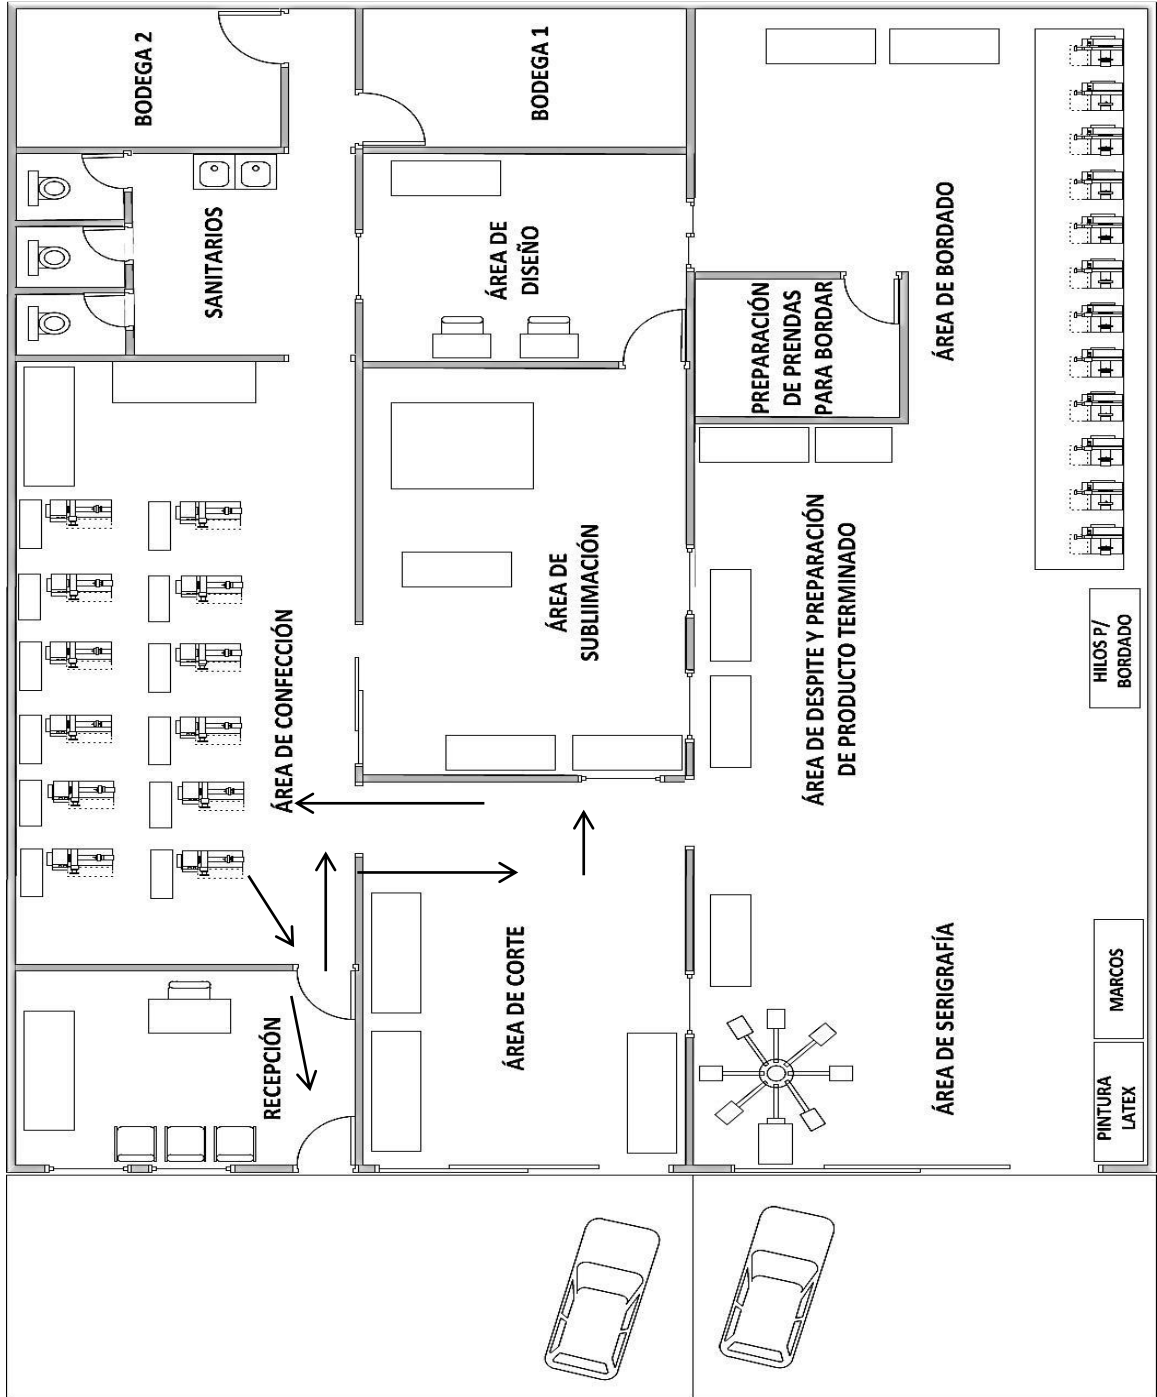 BODEGA 2
BODEGA 1
SANITARIOS
ÁREA DE
DISEÑO
ÁREA DE BORDADO
PREPARACIÓN
DE PRENDAS
PARA BORDAR
ÁREA DE CONFECCIÓN
ÁREA DE
SUBLIIMACIÓN
ÁREA DE DESPITE Y PREPARACIÓN
DE PRODUCTO TERMINADO
HILOS P/
BORDADO
RECEPCIÓN
ÁREA DE CORTE
ÁREA DE SERIGRAFÍA
MARCOS
PINTURA
LATEX